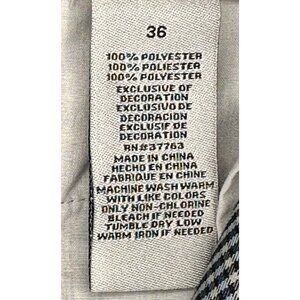 36
100% POLYESTER
100% POLIESTER
100% POLYESTER
EXCLUSIVE OF
DECORATION
EXCLUSIVO DE
DECORACION
EXCLUSIF DE
DECORATION
RN#37763
MADE IN CHINA
HECHO EN CHINA
FABRIQUE EN CHINE
MACHINE WASH WARM
WITH LIKE COLORS
ONLY NON-CHLORINE
BLEACH IF NEEDED
TUMBLE DRY LOW
WARM IRON IF NEEDED